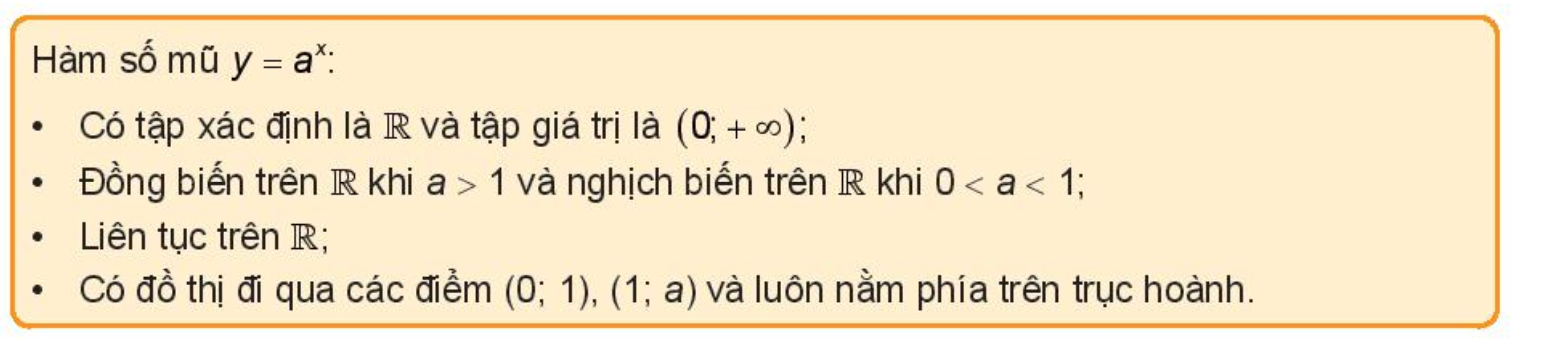 Hàm số mũ y = aˣ:
• Có tập xác định là ℝ và tập giá trị là (0; + ∞);
• Đồng biến trên ℝ khi a > 1 và nghịch biến trên ℝ khi 0 < a < 1;
• Liên tục trên ℝ;
• Có đồ thị đi qua các điểm (0; 1), (1; a) và luôn nằm phía trên trục hoành.